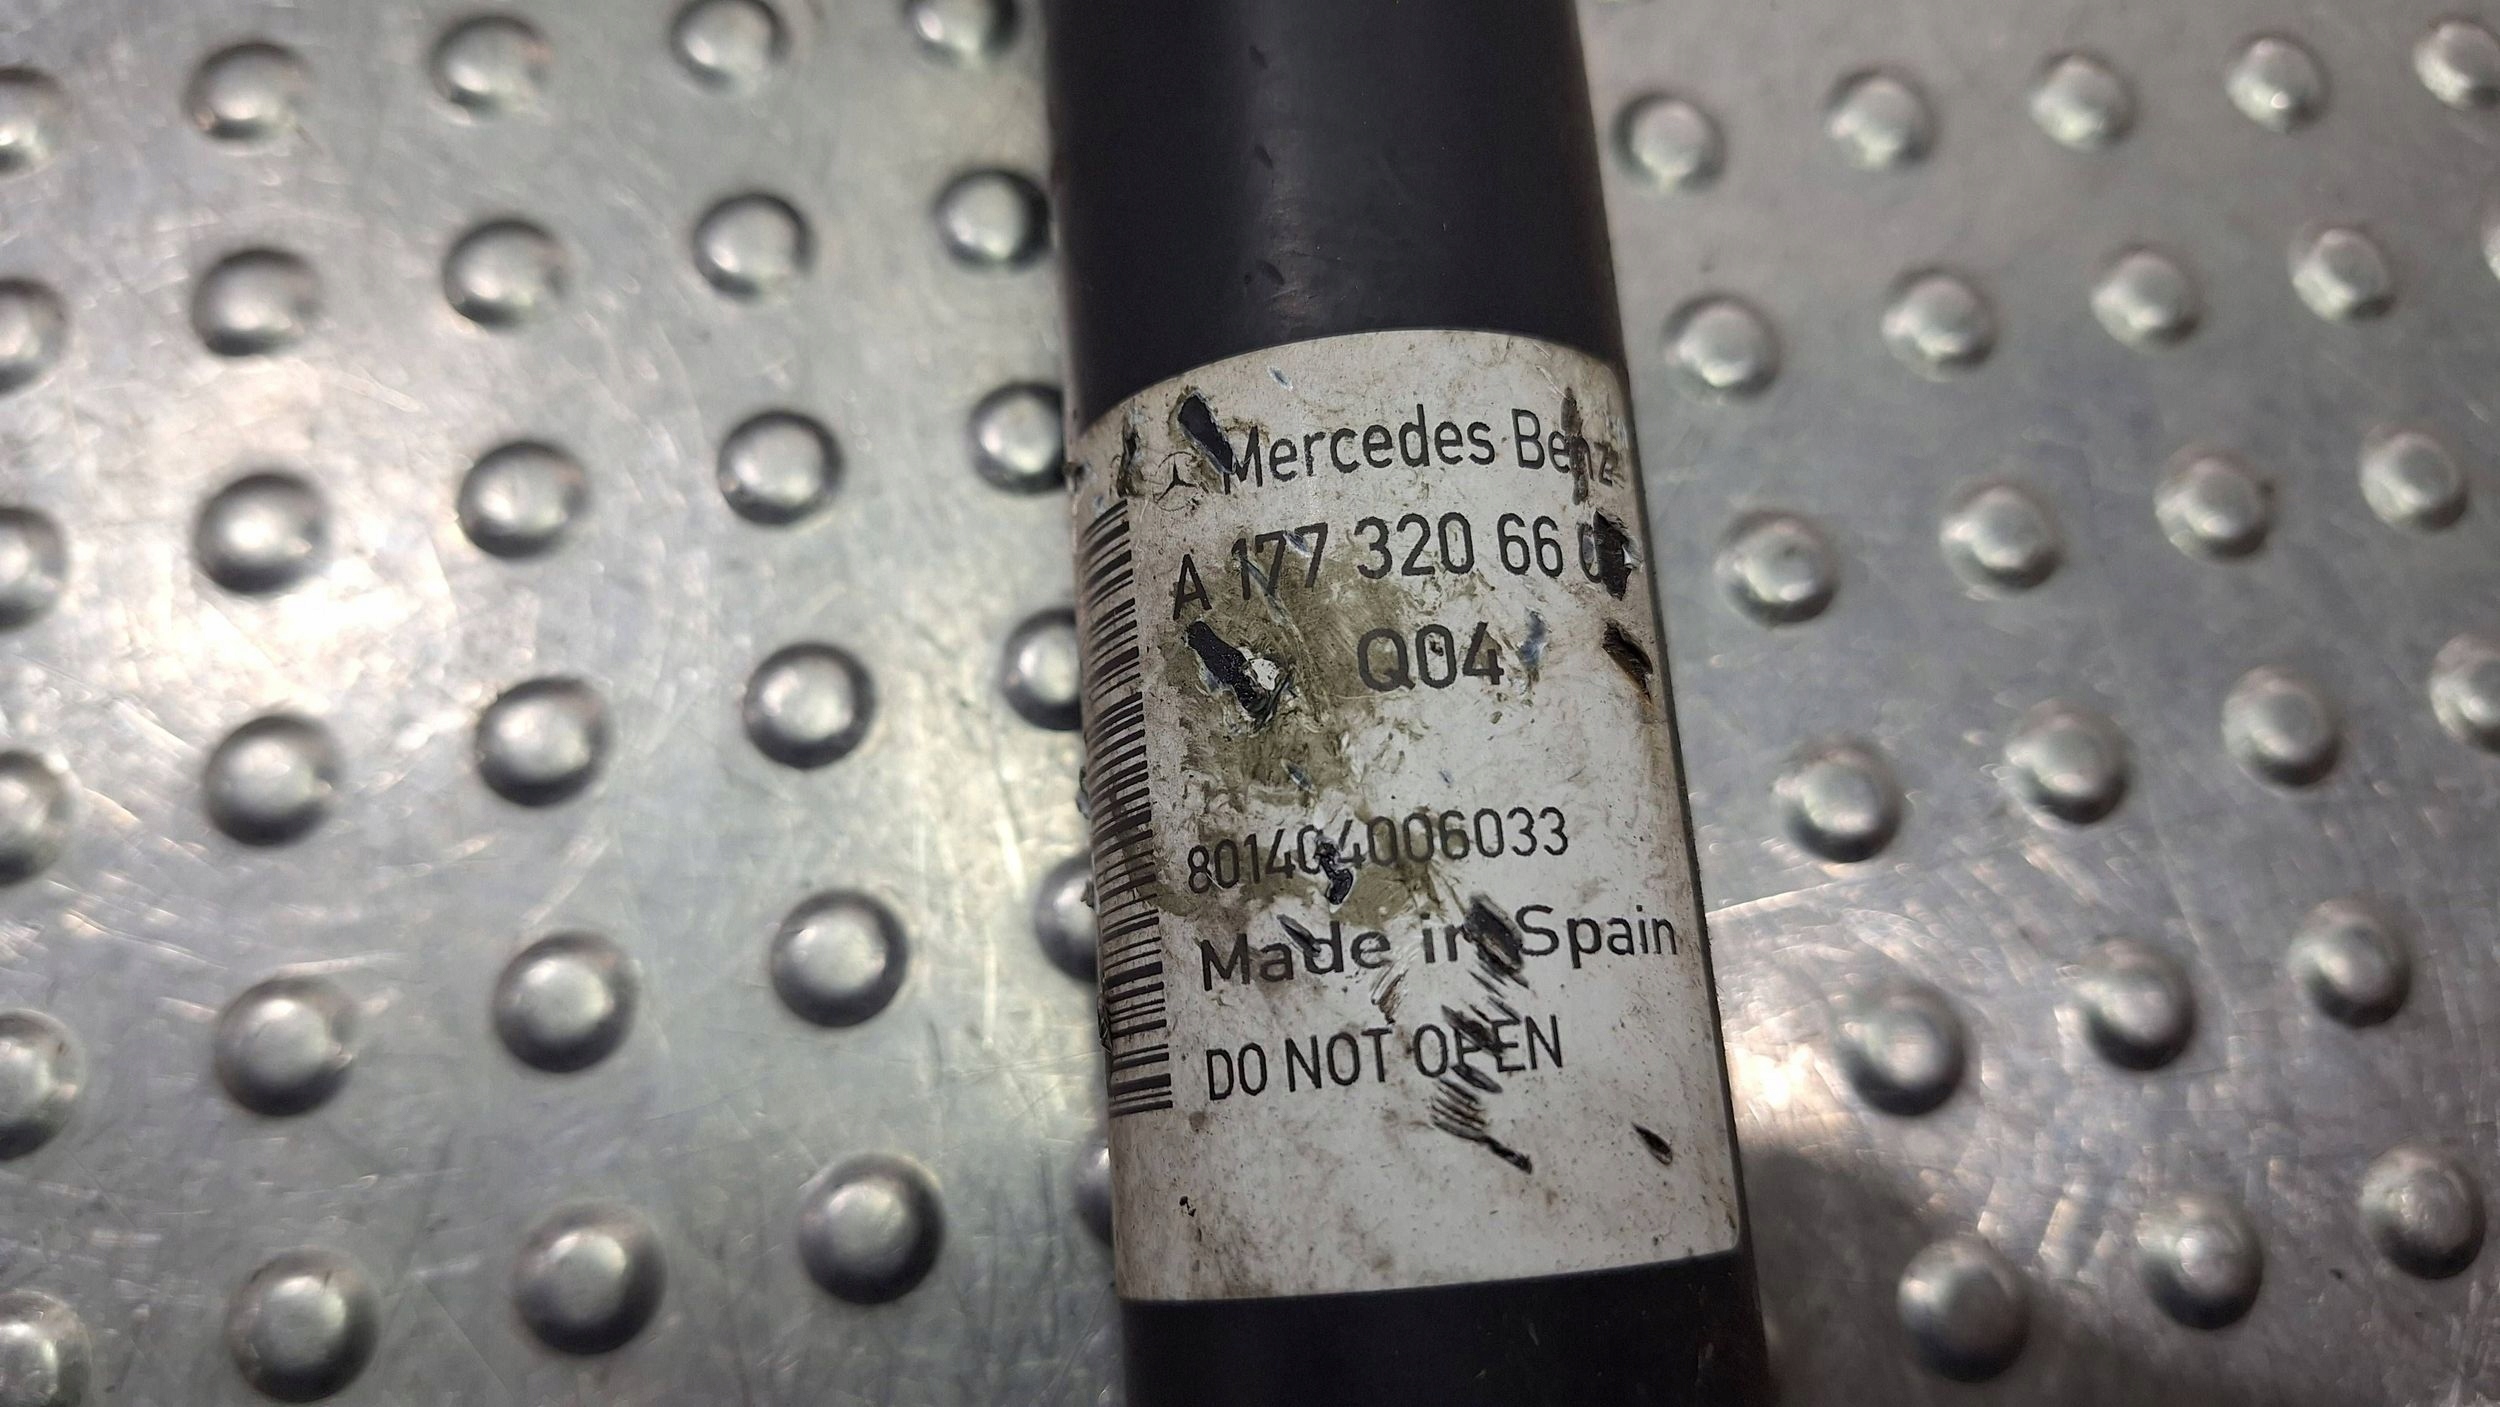 Mercedes Benz
A 177 320 66
Q04
801404006033
Made in Spain
DO NOT OPEN